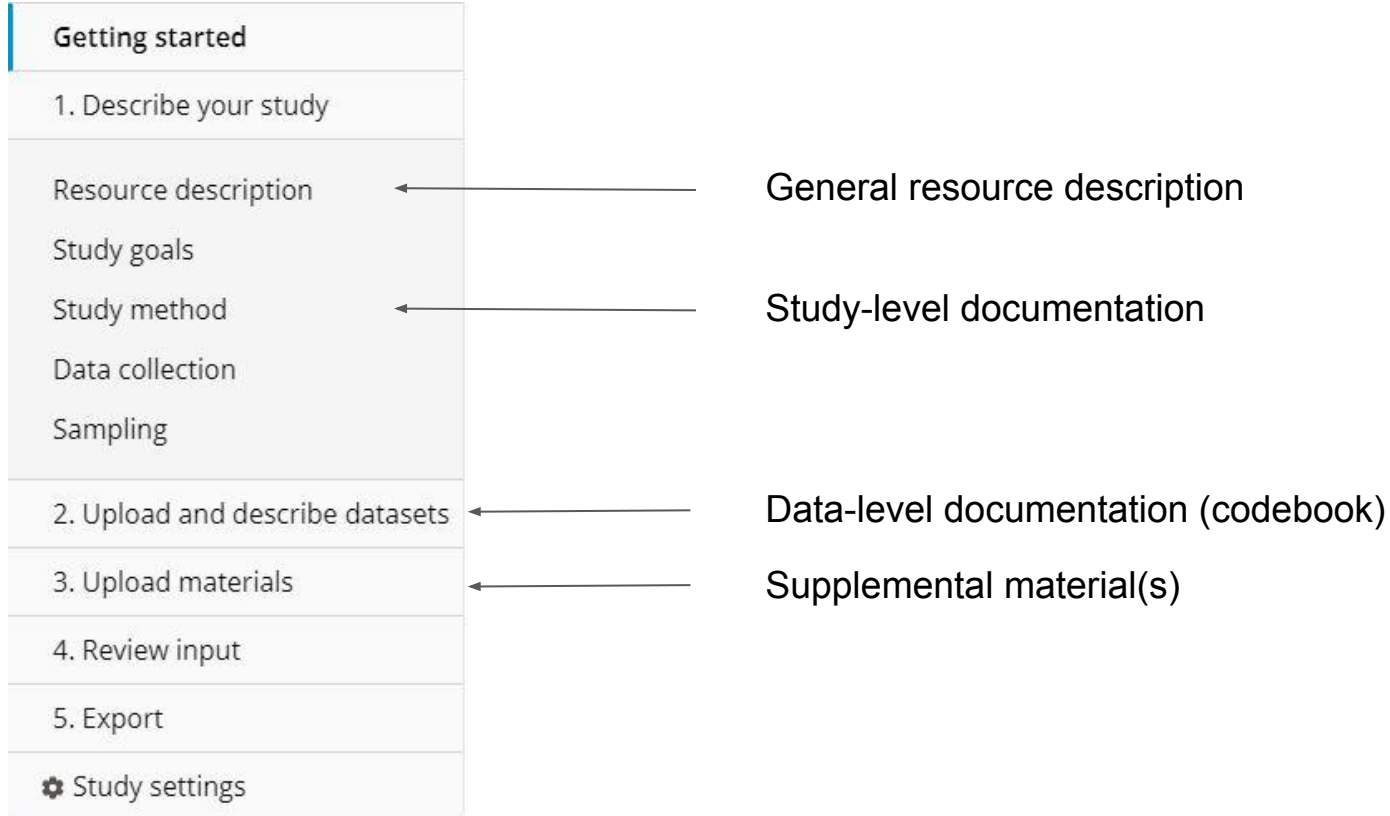 Getting started
1. Describe your study
Resource description
General resource description
Study goals
Study method
Study-level documentation
Data collection
Sampling
2. Upload and describe datasets
Data-level documentation (codebook)
3. Upload materials
Supplemental material(s)
4. Review input
5. Export
Study settings